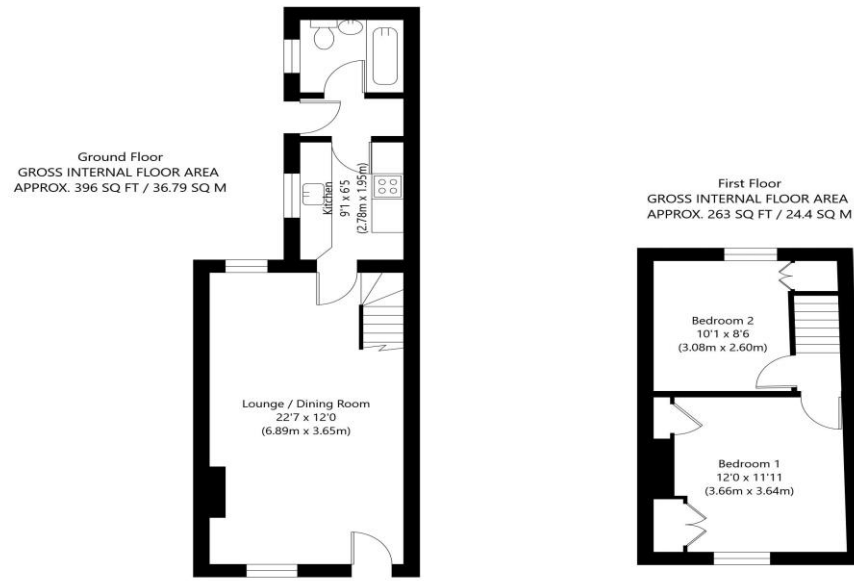 Ground Floor
GROSS INTERNAL FLOOR AREA
APPROX. 396 SQ FT / 36.79 SQ M
Kitchen
9'1 x 6'5
(2.78m x 1.95m)
Lounge / Dining Room
22'7 x 12'0
(6.89m x 3.65m)
First Floor
GROSS INTERNAL FLOOR AREA
APPROX. 263 SQ FT / 24.4 SQ M
Bedroom 2
10'1 x 8'6
(3.08m x 2.60m)
Bedroom 1
12'0 x 11'11
(3.66m x 3.64m)